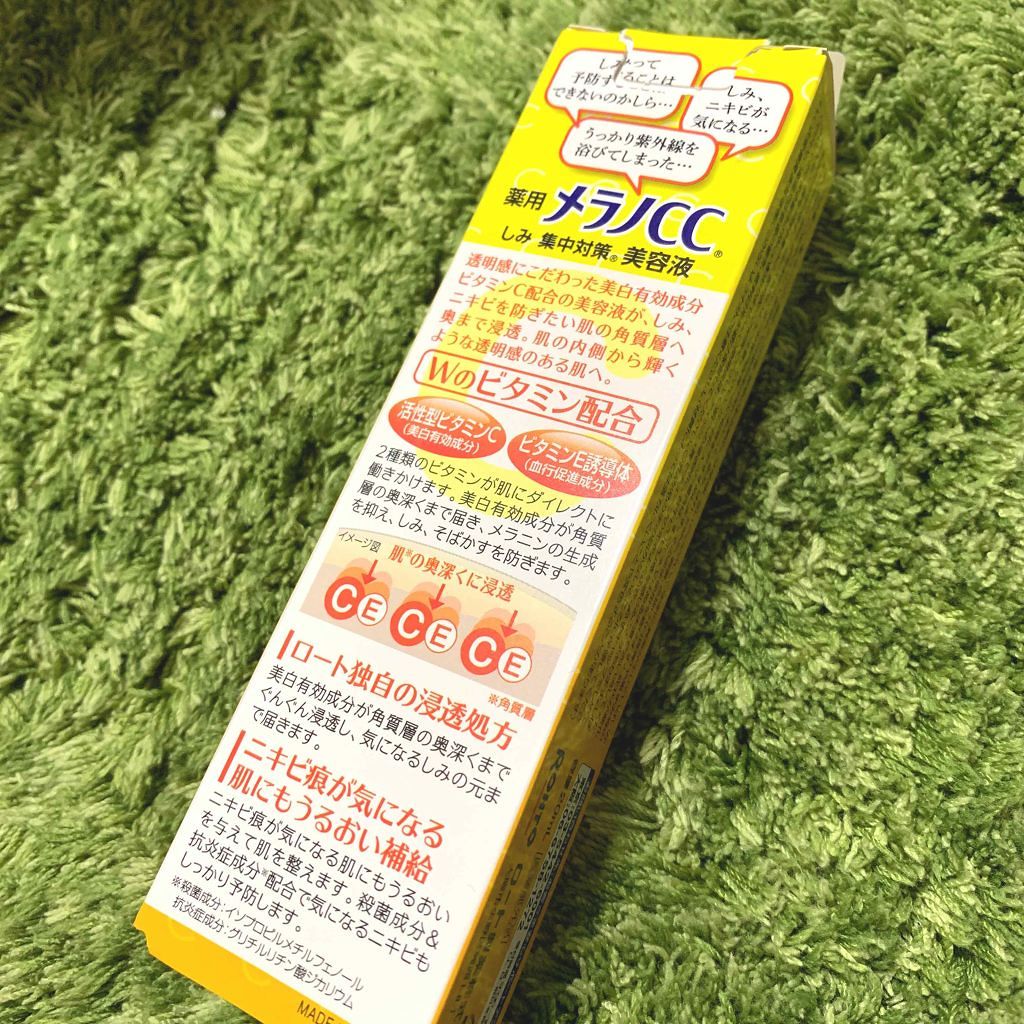 しみって
予防することは
できないのかしら…
しみ、
ニキビが
気になる…
うっかり紫外線を
浴びてしまった…
薬用 メラノCC®
しみ 集中対策® 美容液
透明感にこだわった美白有効成分
ビタミンC配合の美容液が、しみ、
ニキビを防ぎたい肌の角質層へ
奥まで浸透。肌の内側から輝く
ような透明感のある肌へ。
Wのビタミン配合
活性型ビタミンC
(美白有効成分)
ビタミンE誘導体
(血行促進成分)
2種類のビタミンが肌にダイレクトに
働きかけます。美白有効成分が角質
層の奥深くまで届き、メラニンの生成
を抑え、しみ、そばかすを防ぎます。
イメージ図
肌※の奥深くに浸透
C E C E C E
※角質層
ロート独自の浸透処方
美白有効成分が角質層の奥深くまで
ぐんぐん浸透し、気になるしみの元ま
で届きます。
ニキビ痕が気になる
肌にもうるおい補給
ニキビ痕が気になる肌にもうるおい
を与えて肌を整えます。殺菌成分&
抗炎症成分※配合で気になるニキビも
しっかり予防します。
※殺菌成分:イソプロピルメチルフェノール
抗炎症成分:グリチルリチン酸ジカリウム
MADE